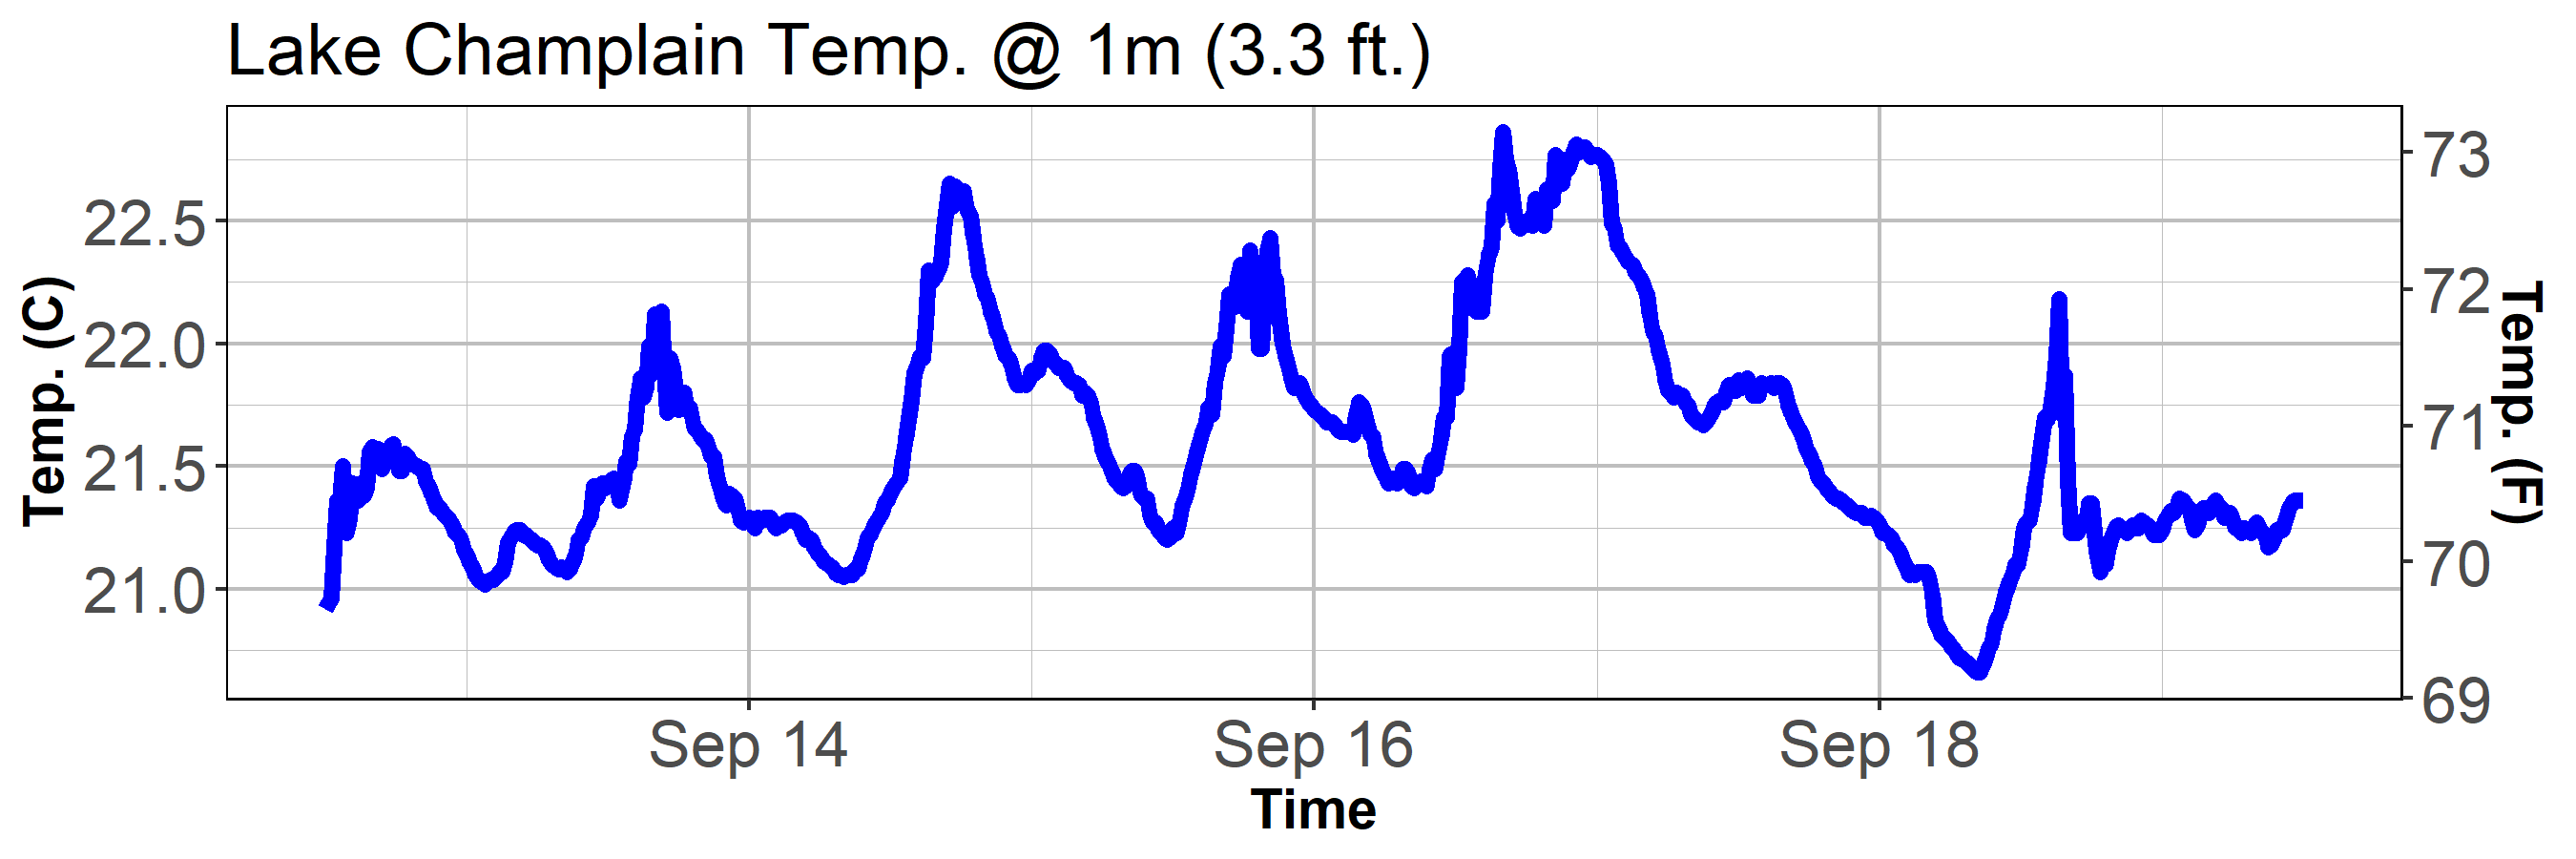 Lake Champlain Temp. @ 1m (3.3 ft.)
Temp. (C)
22.5
22.0
21.5
21.0
73
72
71
70
69
Temp. (F)
Sep 14
Sep 16
Sep 18
Time